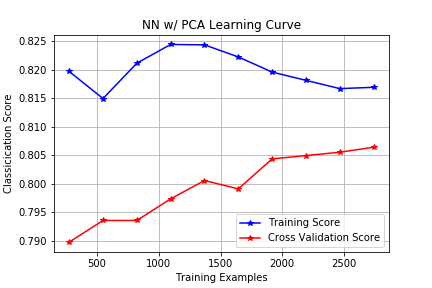 NN w/ PCA Learning Curve
0.825
0.820
0.815
0.810
0.805
0.800
0.795
0.790
Classicication Score
Training Score
Cross Validation Score
500
1000
1500
2000
2500
Training Examples